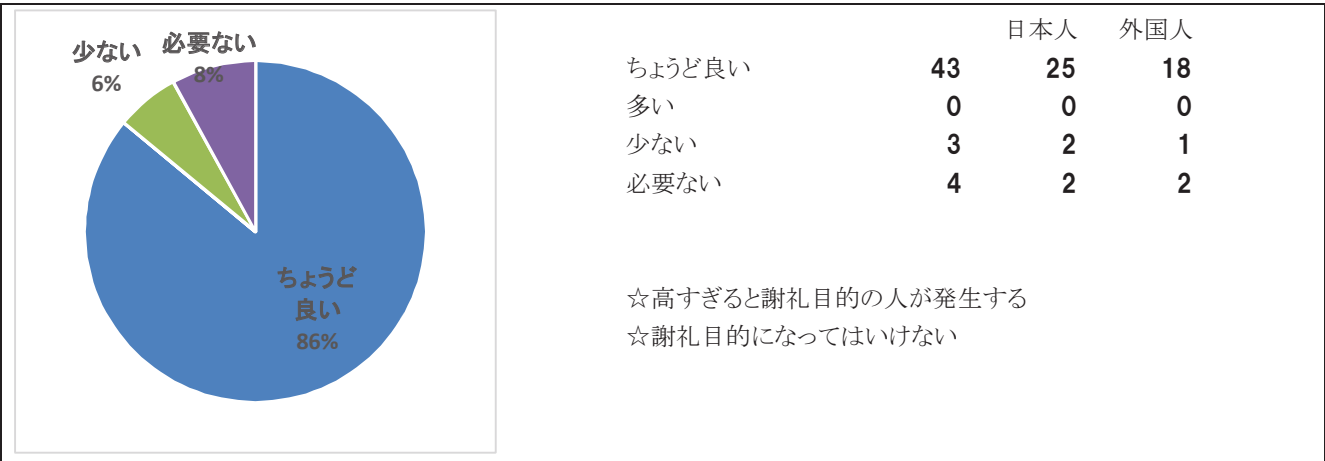 少ない
6%
必要ない
8%
ちょうど
良い
86%
日本人 外国人
ちょうど良い 43 25 18
多い 0 0 0
少ない 3 2 1
必要ない 4 2 2
☆高すぎると謝礼目的の人が発生する
☆謝礼目的になってはいけない